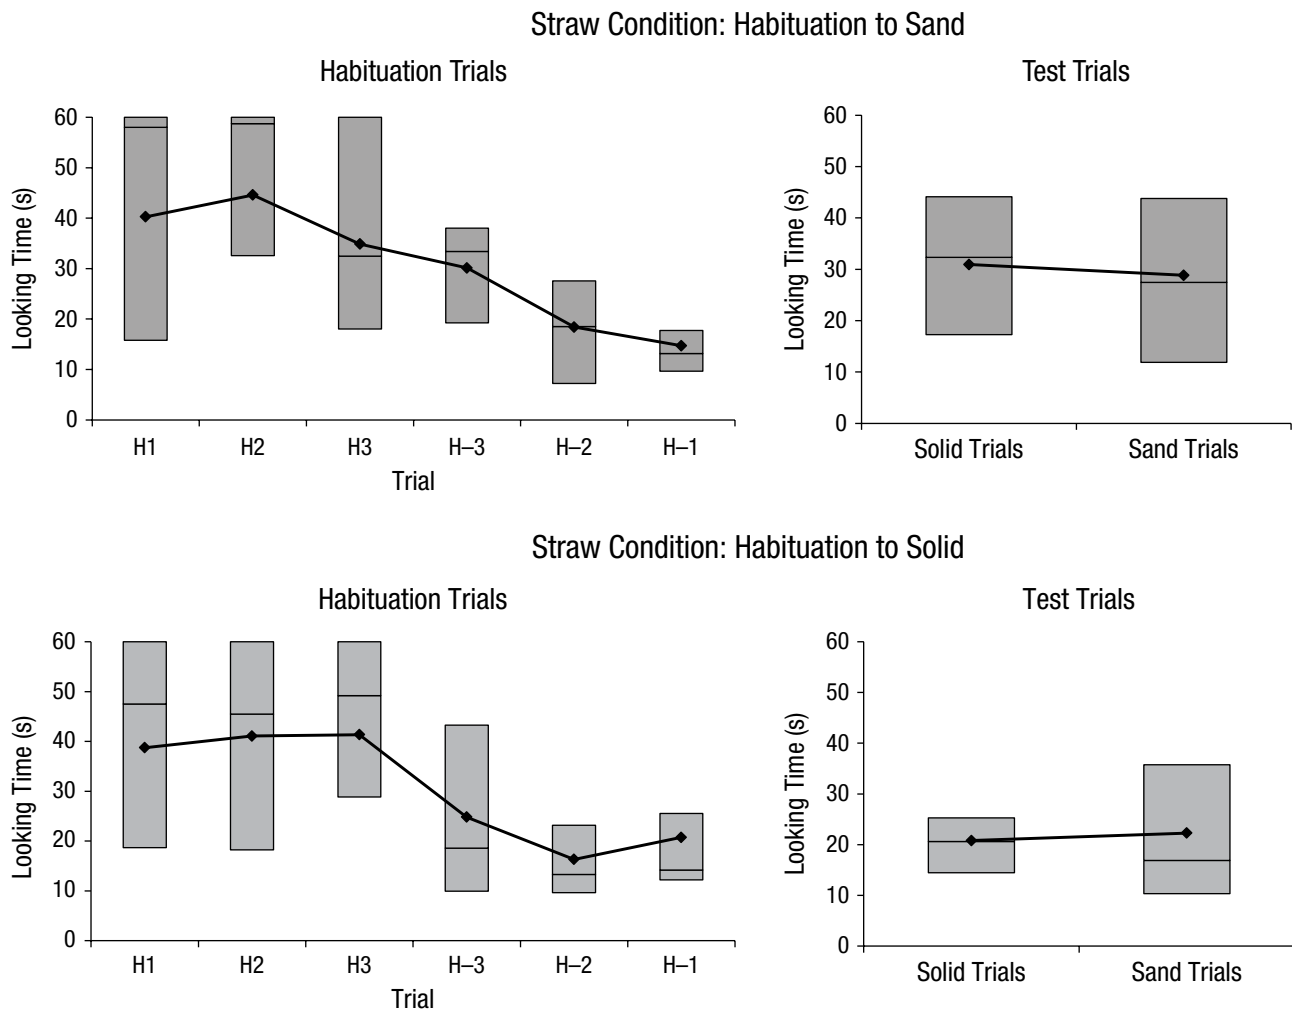 Straw Condition: Habituation to Sand
Habituation Trials
Test Trials
Looking Time (s)
60
50
40
30
20
10
0
H1 H2 H3 H–3 H–2 H–1
Trial
Looking Time (s)
60
50
40
30
20
10
0
Solid Trials Sand Trials
Straw Condition: Habituation to Solid
Habituation Trials
Test Trials
Looking Time (s)
60
50
40
30
20
10
0
H1 H2 H3 H–3 H–2 H–1
Trial
Looking Time (s)
60
50
40
30
20
10
0
Solid Trials Sand Trials